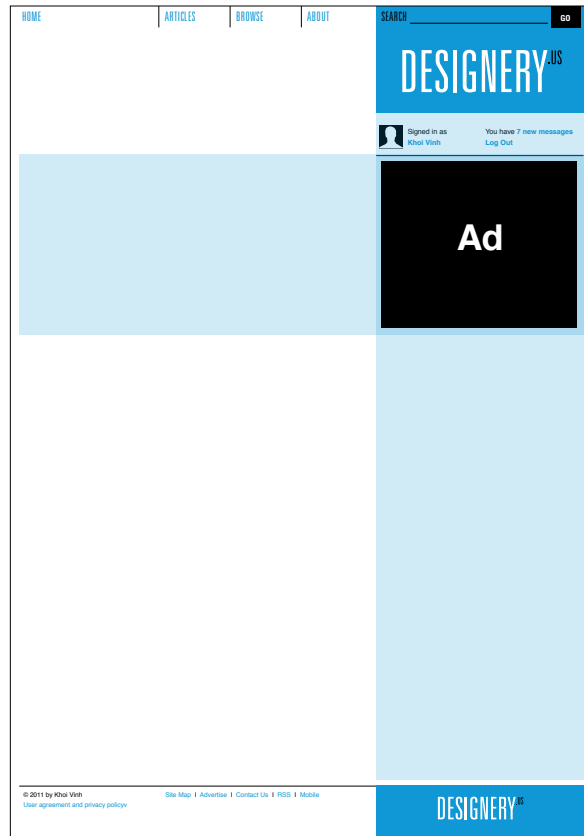 HOME ARTICLES BROWSE ABOUT SEARCH GO
DESIGNERY.US
Signed in as You have 7 new messages
Khoi Vinh Log Out
Ad
© 2011 by Khoi Vinh Site Map I Advertise I Contact Us I RSS I Mobile
User agreement and privacy policyv
DESIGNERY.US